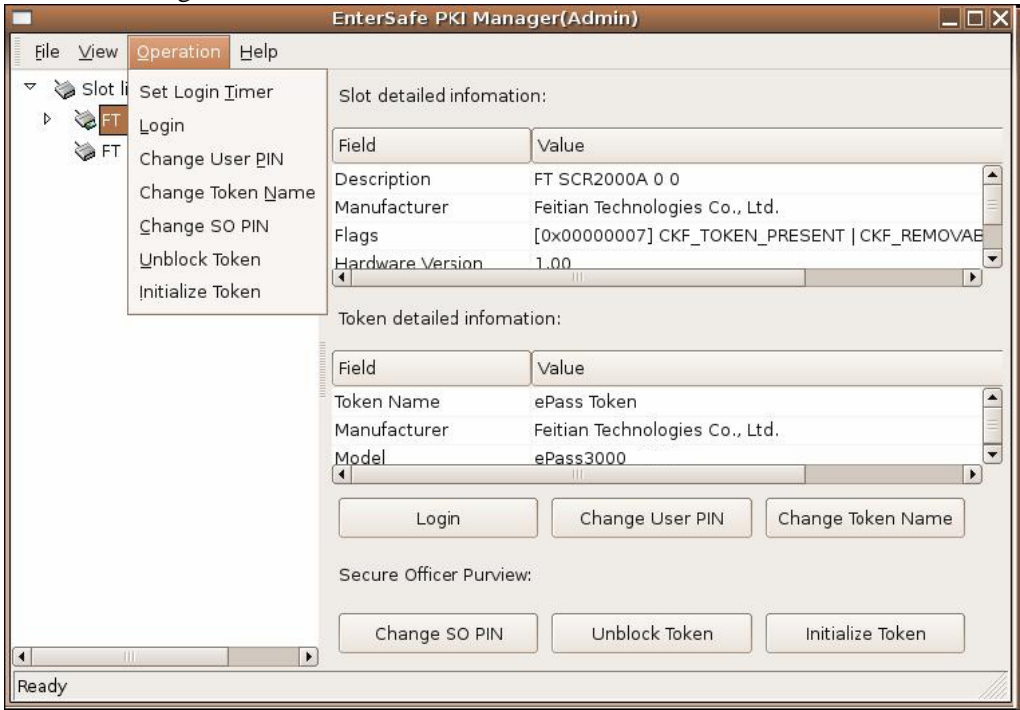 EnterSafe PKI Manager(Admin)
File View Operation Help
Slot li
FT
FT
Set Login Timer
Login
Change User PIN
Change Token Name
Change SO PIN
Unblock Token
Initialize Token
Slot detailed infomation:
Field Value
Description FT SCR2000A 0 0
Manufacturer Feitian Technologies Co., Ltd.
Flags [0x00000007] CKF_TOKEN_PRESENT | CKF_REMOVAB
Hardware Version 1.00
Token detailed infomation:
Field Value
Token Name ePass Token
Manufacturer Feitian Technologies Co., Ltd.
Model ePass3000
Login Change User PIN Change Token Name
Secure Officer Purview:
Change SO PIN Unblock Token Initialize Token
Ready